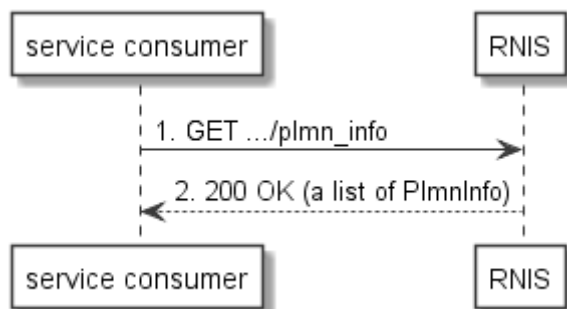 service consumer
RNIS
1. GET .../plmn_info
2. 200 OK (a list of PlmnInfo)
service consumer
RNIS